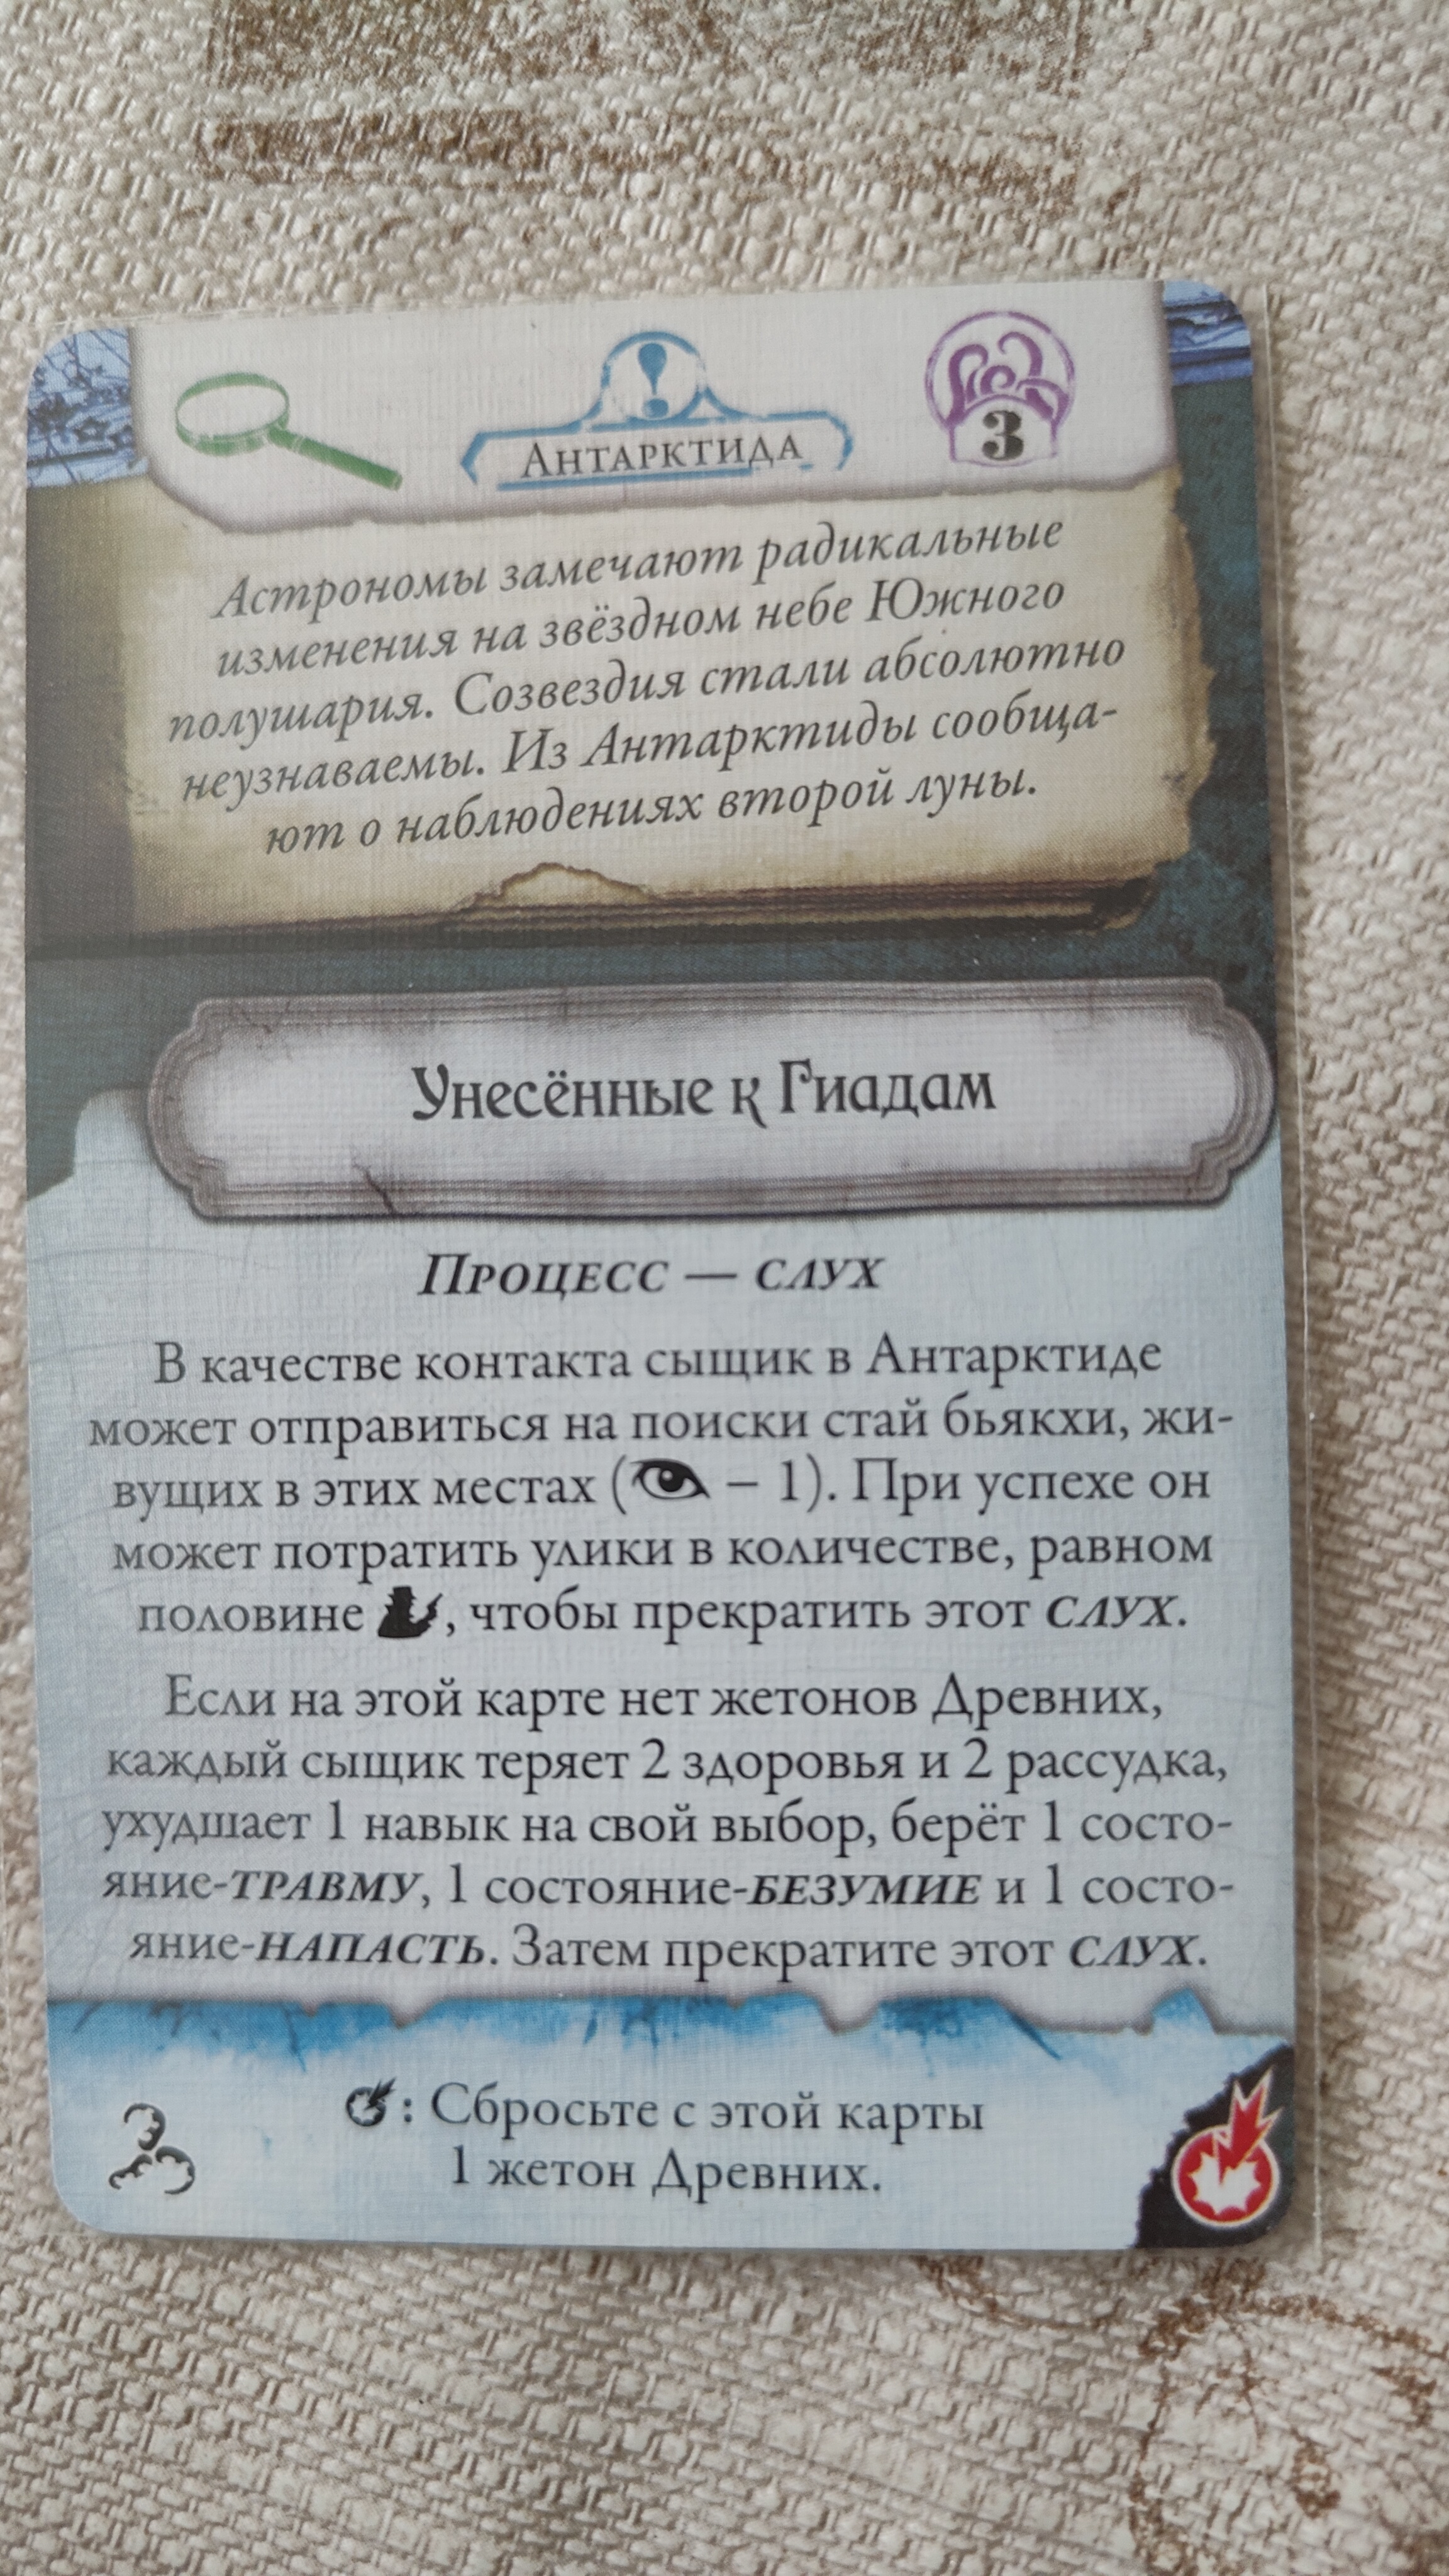 Антарктида
3
Астрономы замечают радикальные
изменения на звёздном небе Южного
полушария. Созвездия стали абсолютно
неузнаваемы. Из Антарктиды сообща-
ют о наблюдениях второй луны.
Унесённые к Гиадам
Процесс — слух
В качестве контакта сыщик в Антарктиде
может отправиться на поиски стай бьякхи, жи-
вущих в этих местах ( – 1). При успехе он
может потратить улики в количестве, равном
половине , чтобы прекратить этот СЛУХ.
Если на этой карте нет жетонов Древних,
каждый сыщик теряет 2 здоровья и 2 рассудка,
ухудшает 1 навык на свой выбор, берёт 1 состо-
яние-ТРАВМУ, 1 состояние-БЕЗУМИЕ и 1 состо-
яние-НАПАСТЬ. Затем прекратите этот СЛУХ.
: Сбросьте с этой карты
1 жетон Древних.